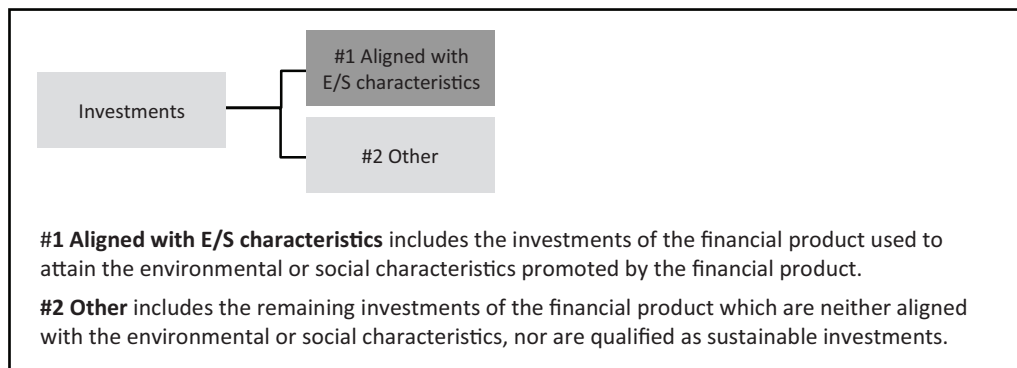 #1 Aligned with
E/S characteristics
Investments
#2 Other
#1 Aligned with E/S characteristics includes the investments of the financial product used to
attain the environmental or social characteristics promoted by the financial product.
#2 Other includes the remaining investments of the financial product which are neither aligned
with the environmental or social characteristics, nor are qualified as sustainable investments.